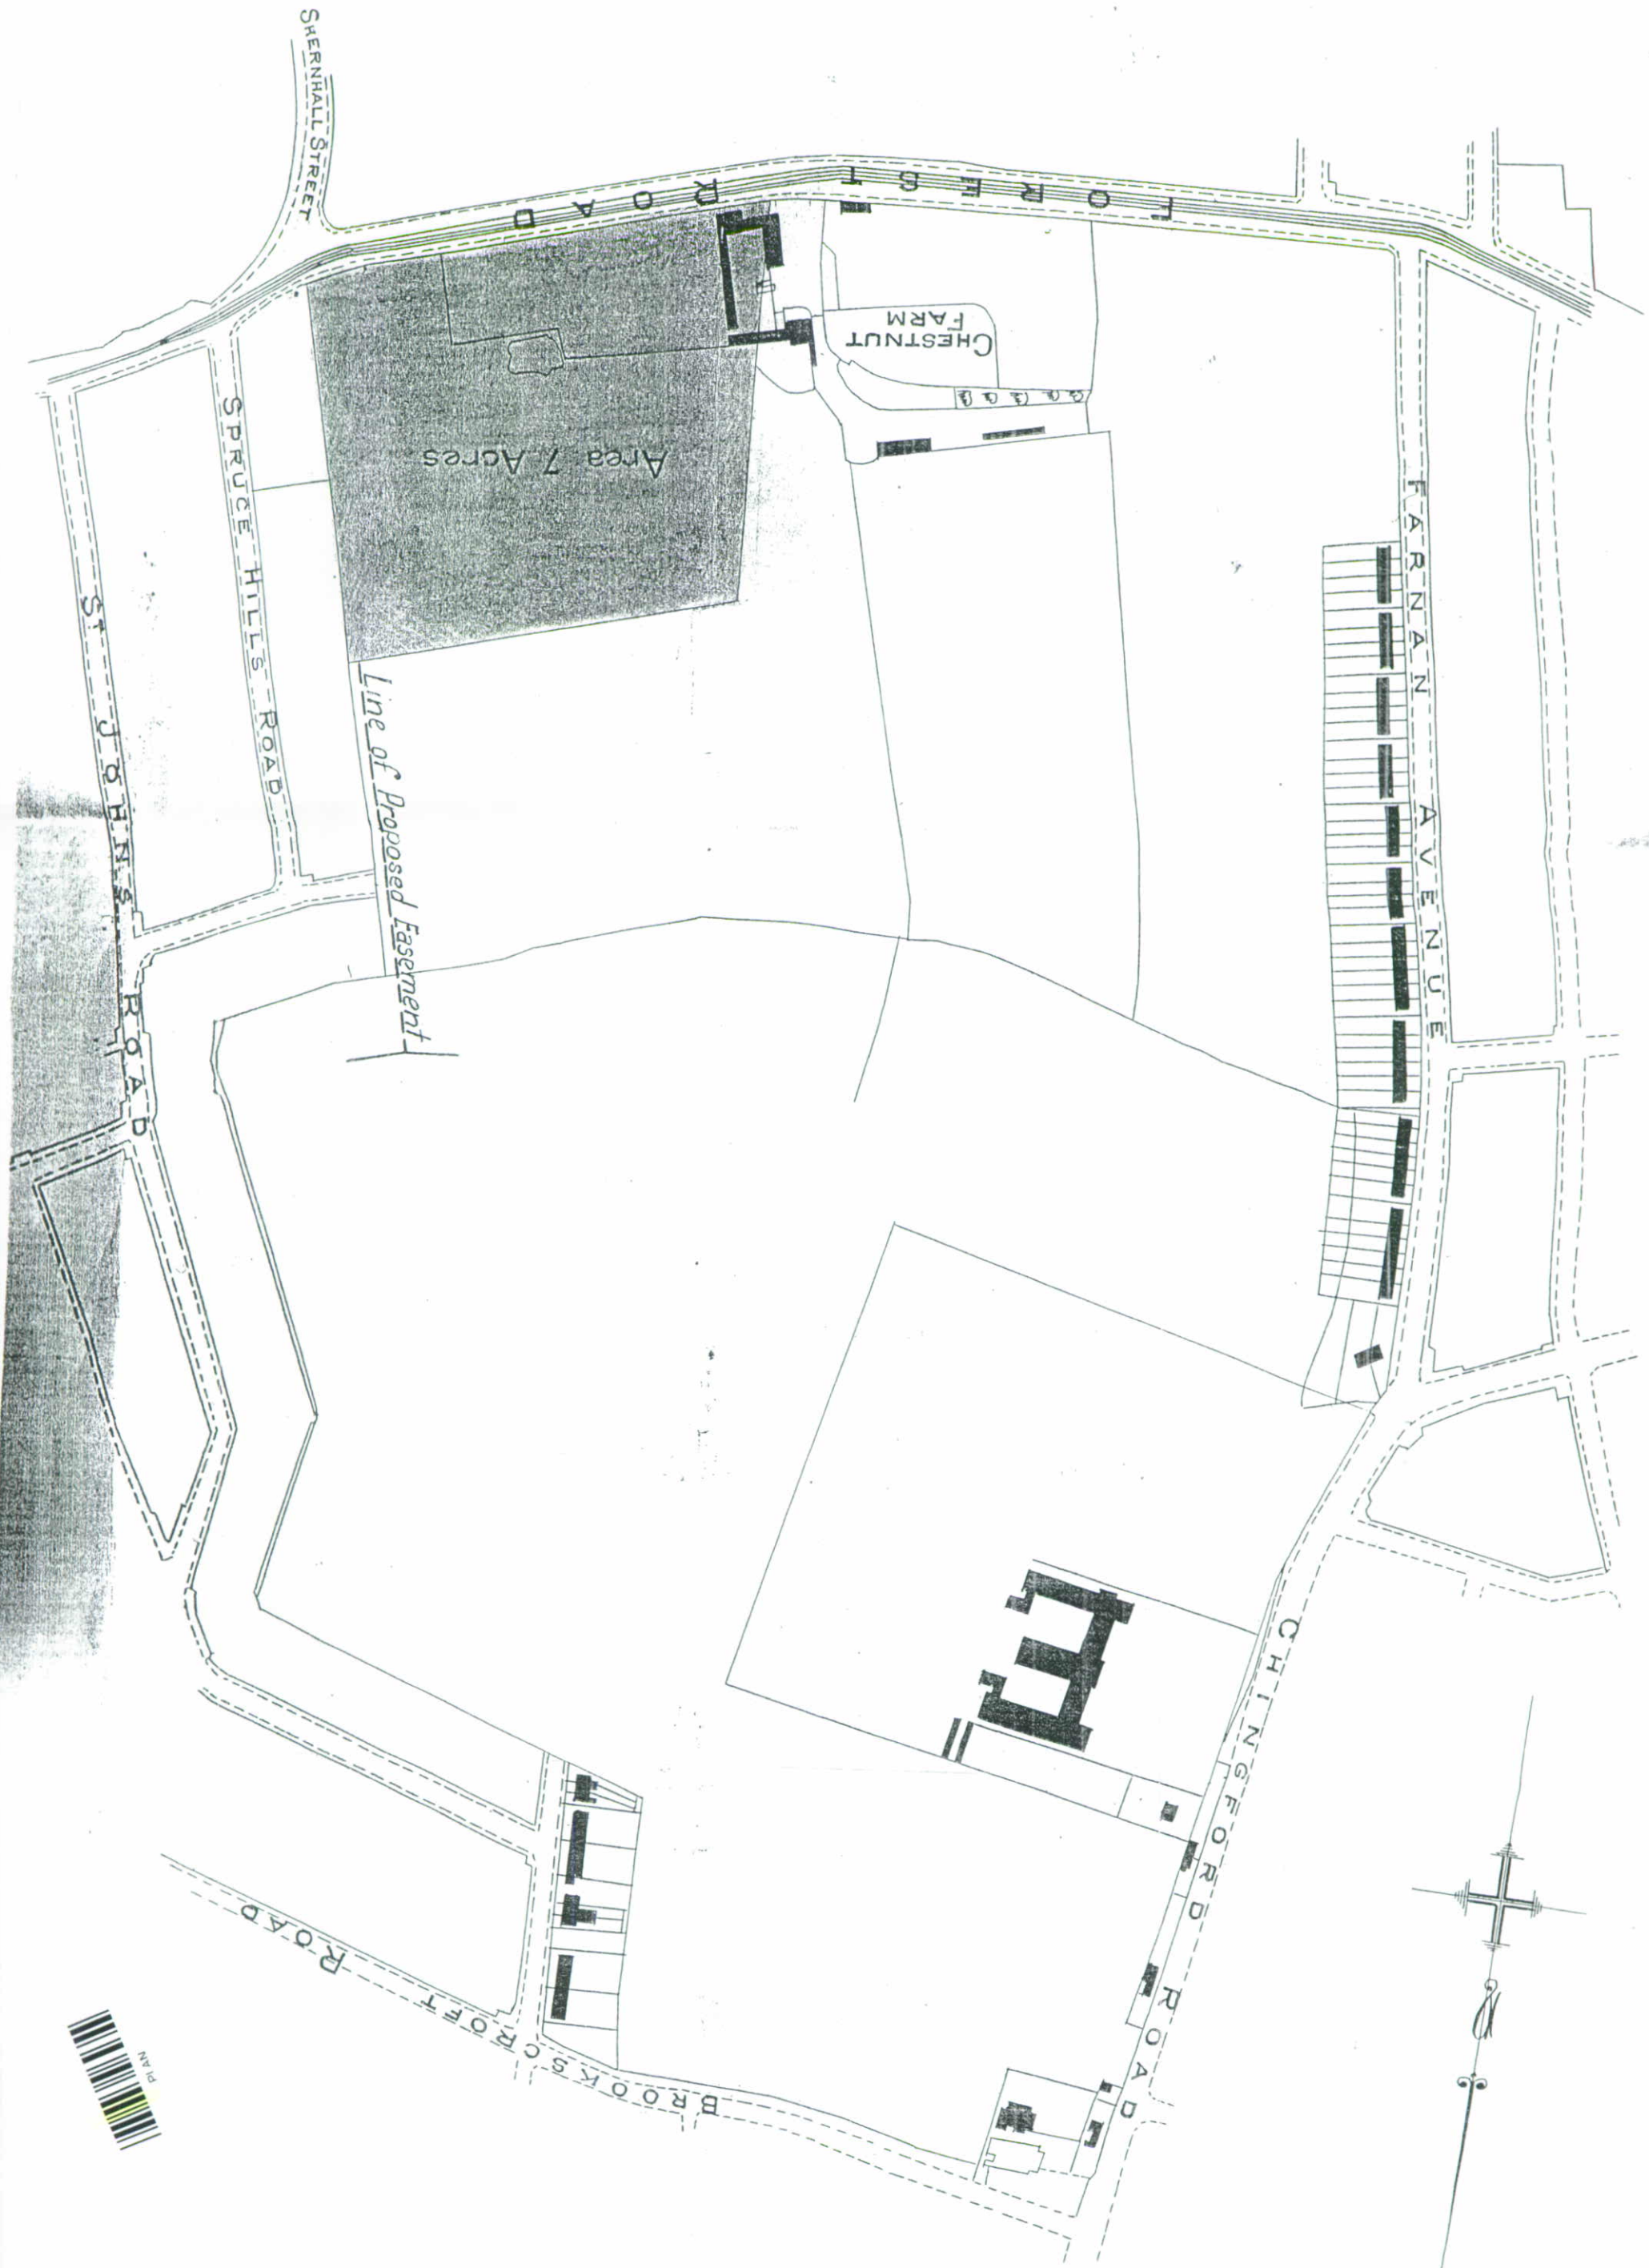 SHERNHALL STREET
FOREST ROAD
CHESTNUT
FARM
Area 7 Acres
SPRUCE HILLS ROAD
ST JOHNS ROAD
Line of Proposed Easement
FARNAN AVENUE
CHINGFORD ROAD
BROOKSCROFT ROAD
PLAN